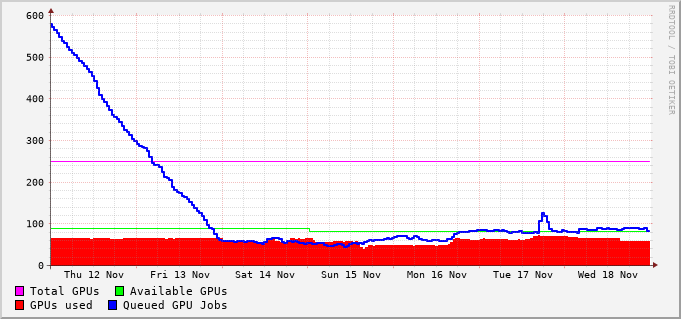 600
500
400
300
200
100
0
Thu 12 Nov Fri 13 Nov Sat 14 Nov Sun 15 Nov Mon 16 Nov Tue 17 Nov Wed 18 Nov
Total GPUs Available GPUs
GPUs used Queued GPU Jobs
RRDTOOL / TOBI OETIKER